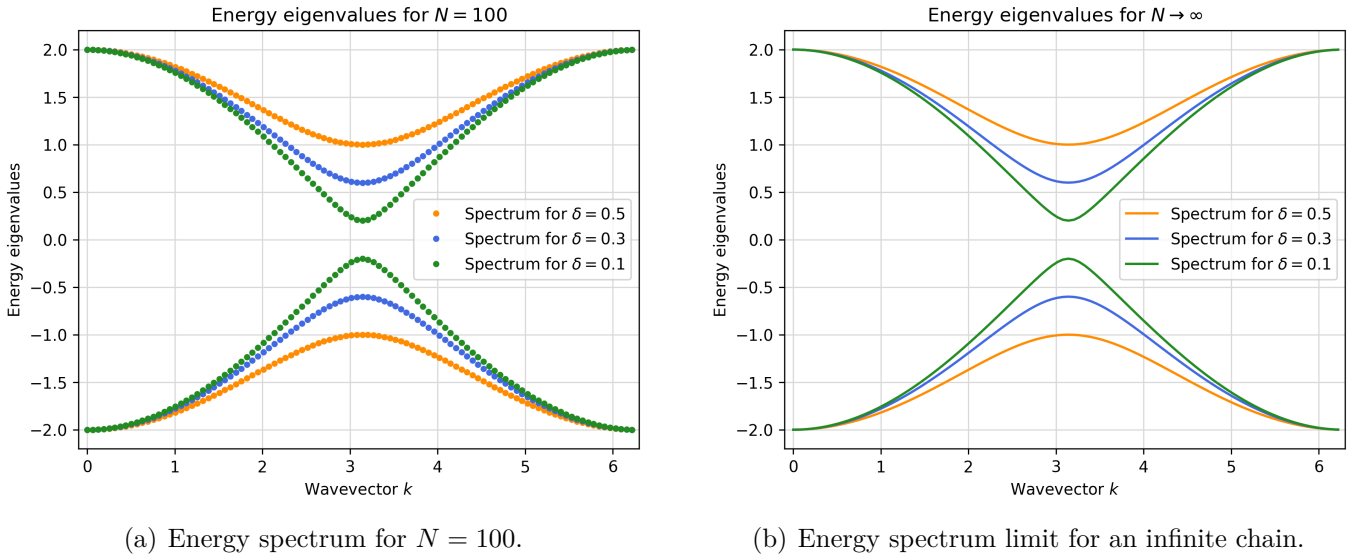 Energy eigenvalues for N = 100
2.0
1.5
1.0
0.5
0.0
−0.5
−1.0
−1.5
−2.0
Energy eigenvalues
Spectrum for δ = 0.5
Spectrum for δ = 0.3
Spectrum for δ = 0.1
0 1 2 3 4 5 6
Wavevector k
(a) Energy spectrum for N = 100.
Energy eigenvalues for N → ∞
2.0
1.5
1.0
0.5
0.0
−0.5
−1.0
−1.5
−2.0
Energy eigenvalues
Spectrum for δ = 0.5
Spectrum for δ = 0.3
Spectrum for δ = 0.1
0 1 2 3 4 5 6
Wavevector k
(b) Energy spectrum limit for an infinite chain.